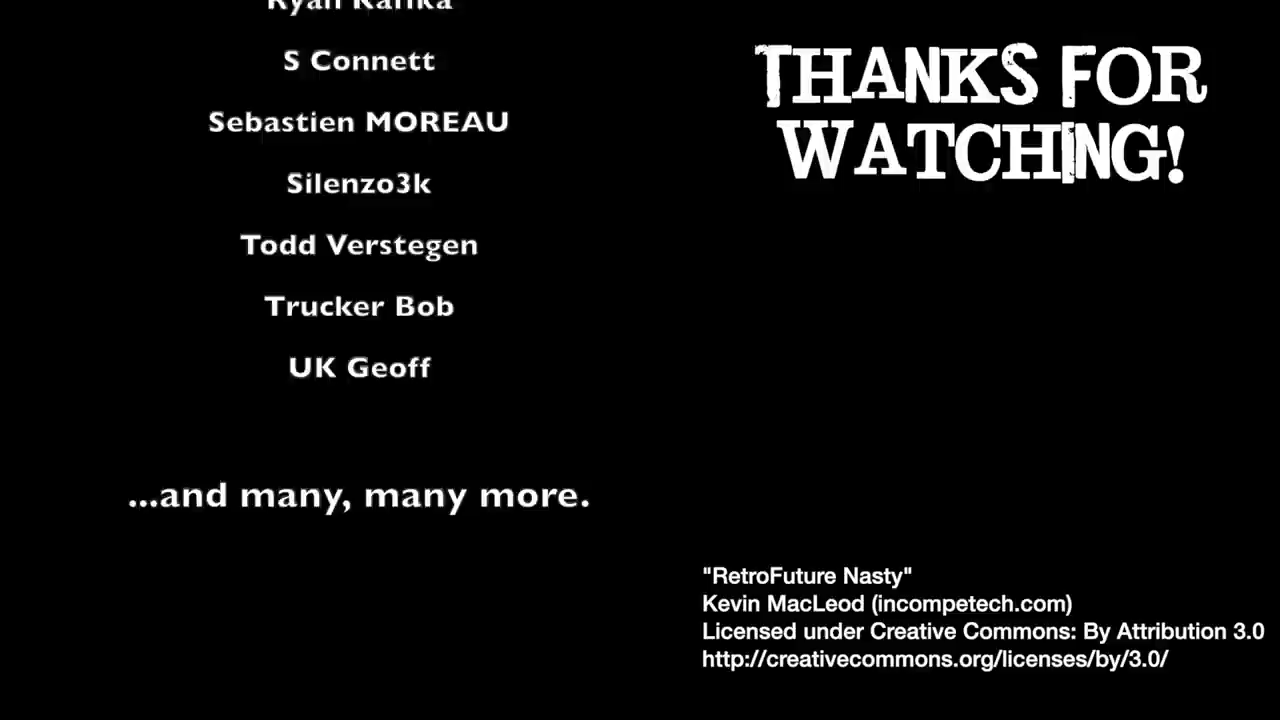 S Connett
Sebastien MOREAU
Silenzo3k
Todd Verstegen
Trucker Bob
UK Geoff
...and many, many more.
THANKS FOR
WATCHING!
"RetroFuture Nasty"
Kevin MacLeod (incompetech.com)
Licensed under Creative Commons: By Attribution 3.0
http://creativecommons.org/licenses/by/3.0/